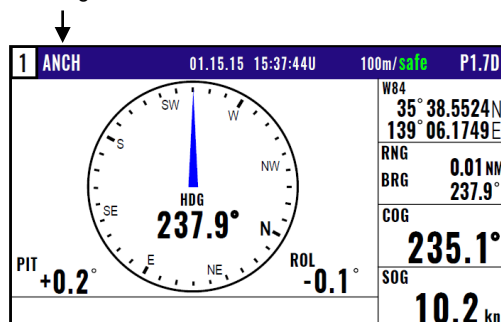 1 ANCH 01.15.15 15:37:44U 100m/safe P1.7D
W84
35°38.5524N
139°06.1749E
RNG 0.01 NM
BRG 237.9°
COG
235.1°
SOG
10.2
SW
W
S
NW
SE
N
E
NE
HDG
237.9°
PIT
+0.2°
ROL
-0.1°